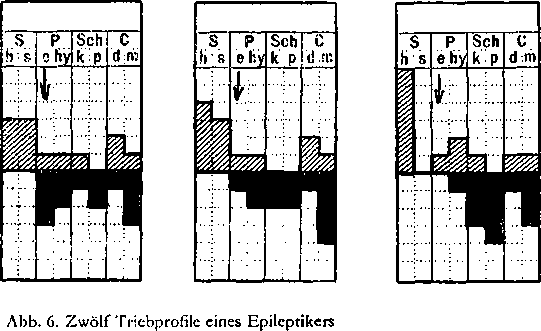 S P Sch C
h s e hy k p d m
S P Sch C
h s e hy k p d m
S P Sch C
h s e hy k p d m
Abb. 6. Zwölf Triebprofile eines Epileptikers